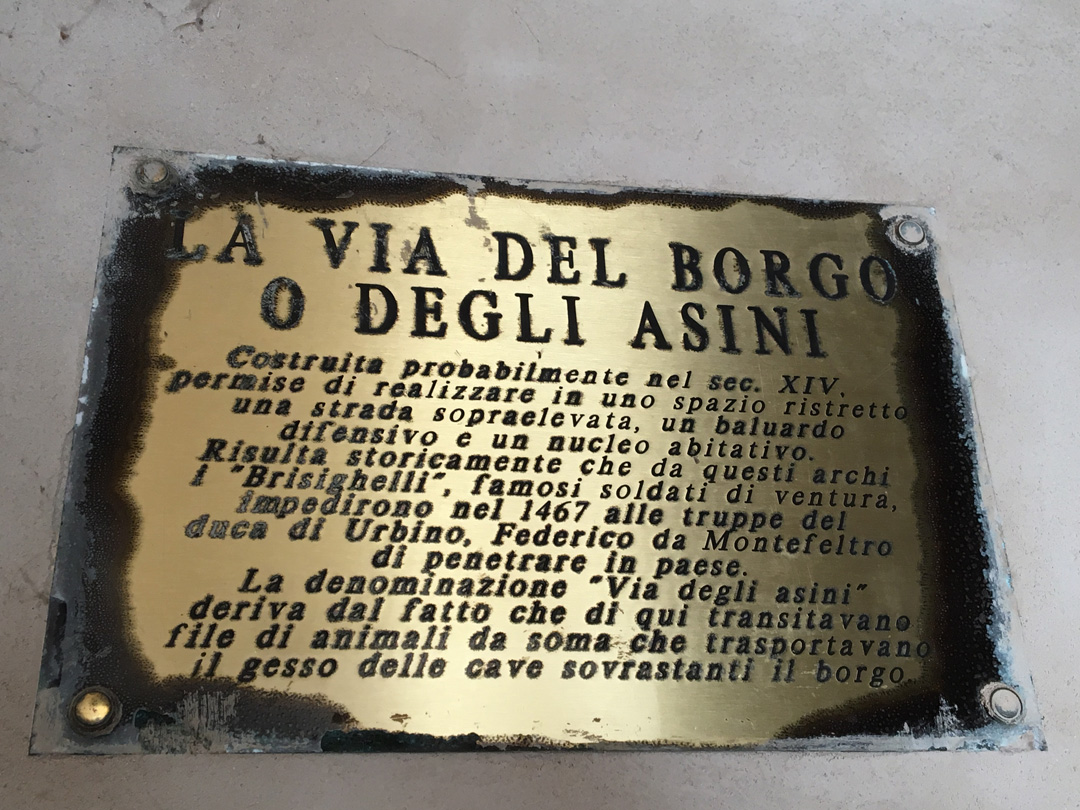 LA VIA DEL BORGO
O DEGLI ASINI
Costruita probabilmente nel sec. XIV,
permise di realizzare in uno spazio ristretto
una strada sopraelevata, un baluardo
difensivo e un nucleo abitativo.
Risulta storicamente che da questi archi
i "Brisighelli", famosi soldati di ventura,
impedirono nel 1467 alle truppe del
duca di Urbino, Federico da Montefeltro
di penetrare in paese.
La denominazione "Via degli asini"
deriva dal fatto che di qui transitavano
file di animali da soma che trasportavano
il gesso delle cave sovrastanti il borgo.